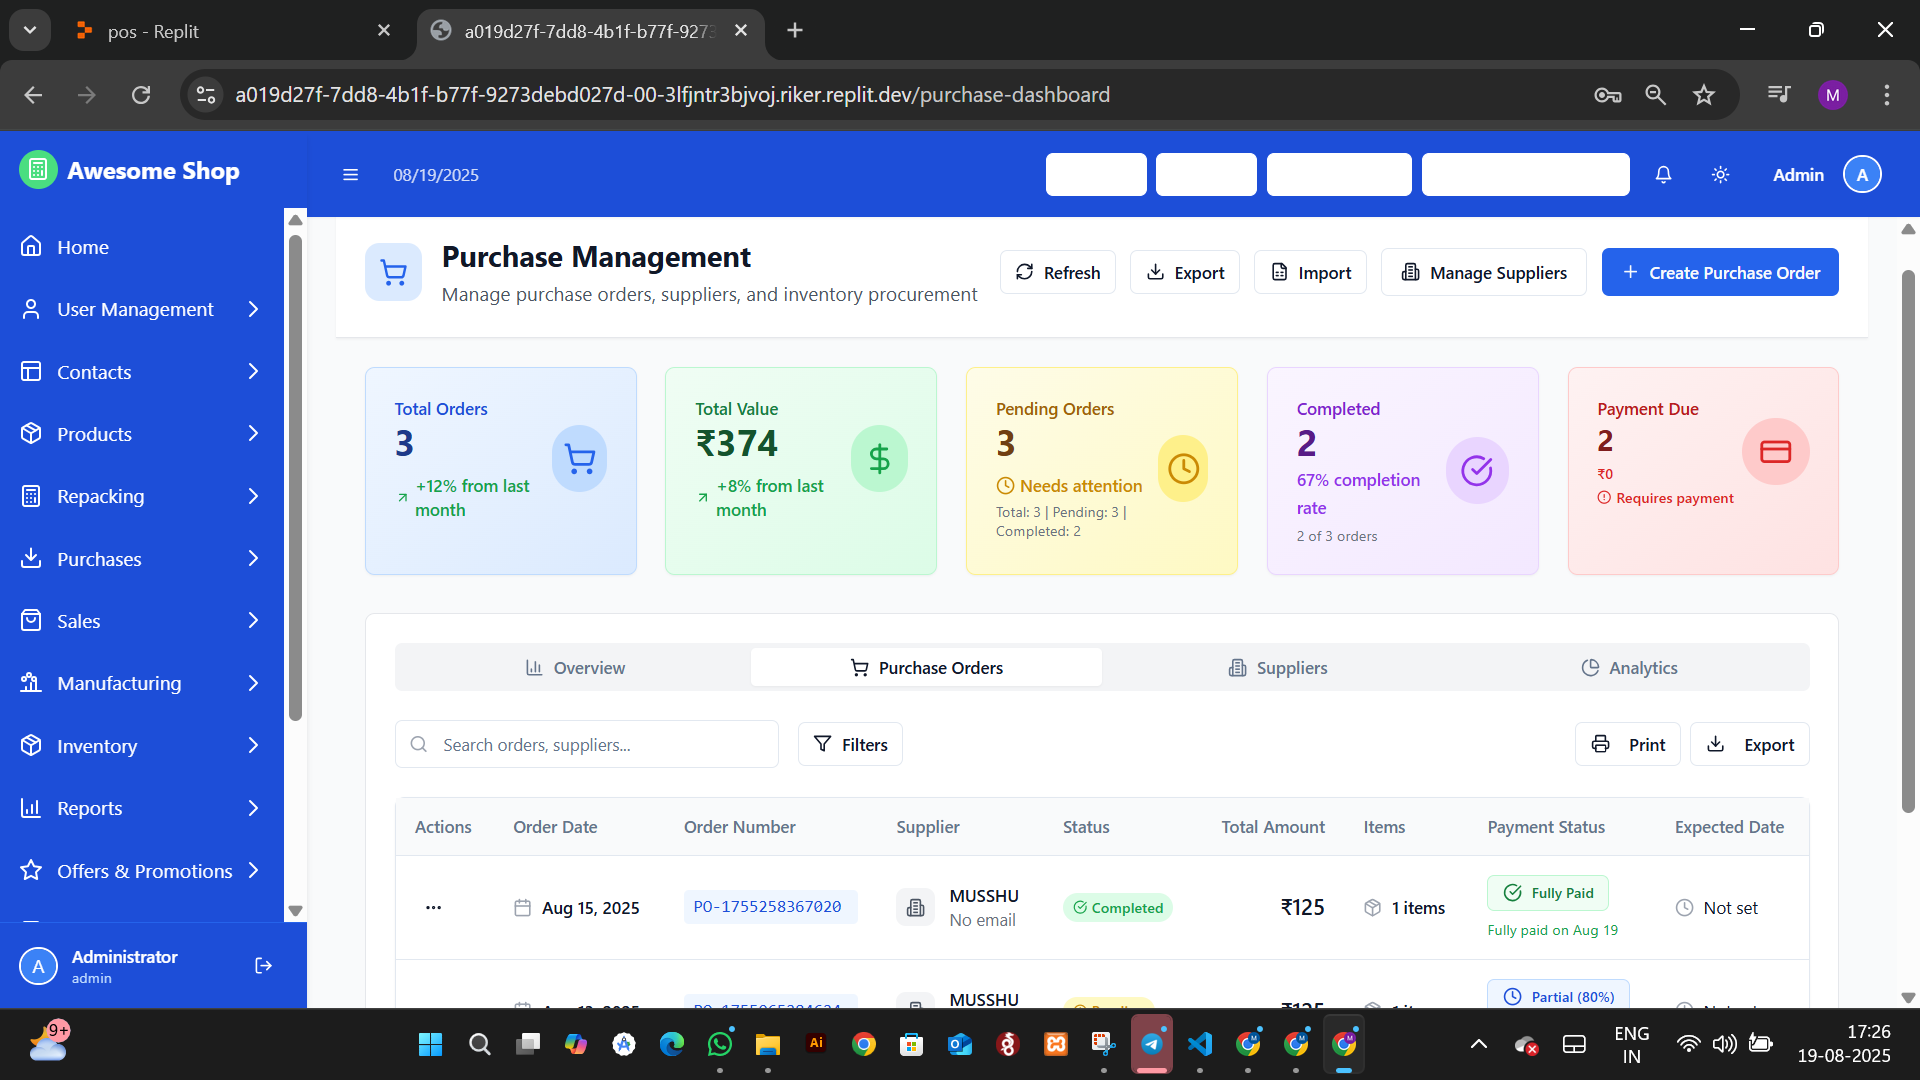 pos - Replit
a019d27f-7dd8-4b1f-b77f-9273
a019d27f-7dd8-4b1f-b77f-9273debd027d-00-3lfjntr3bjvoj.riker.replit.dev/purchase-dashboard
M
Awesome Shop
08/19/2025
Admin
A
Home
User Management
Contacts
Products
Repacking
Purchases
Sales
Manufacturing
Inventory
Reports
Offers & Promotions
A
Administrator
admin
Purchase Management
Manage purchase orders, suppliers, and inventory procurement
Refresh
Export
Import
Manage Suppliers
Create Purchase Order
Total Orders
3
+12% from last
month
Total Value
₹374
+8% from last
month
Pending Orders
3
Needs attention
Total: 3 | Pending: 3 |
Completed: 2
Completed
2
67% completion
rate
2 of 3 orders
Payment Due
2
₹0
Requires payment
Overview
Purchase Orders
Suppliers
Analytics
Search orders, suppliers...
Filters
Print
Export
Actions Order Date Order Number Supplier Status Total Amount Items Payment Status Expected Date
Aug 15, 2025
PO-1755258367020
MUSSHU
No email
Completed
₹125
1 items
Fully Paid
Fully paid on Aug 19
Not set
MUSSHU
Partial (80%)
9+
Ai
ENG
IN
17:26
19-08-2025